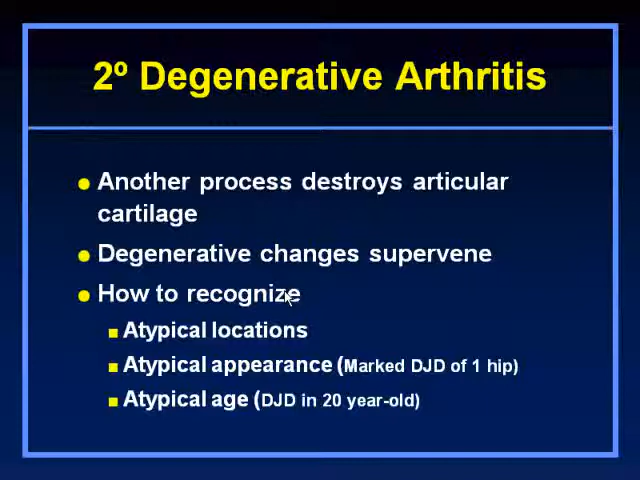 2º Degenerative Arthritis
Another process destroys articular
cartilage
Degenerative changes supervene
How to recognize
Atypical locations
Atypical appearance (Marked DJD of 1 hip)
Atypical age (DJD in 20 year-old)